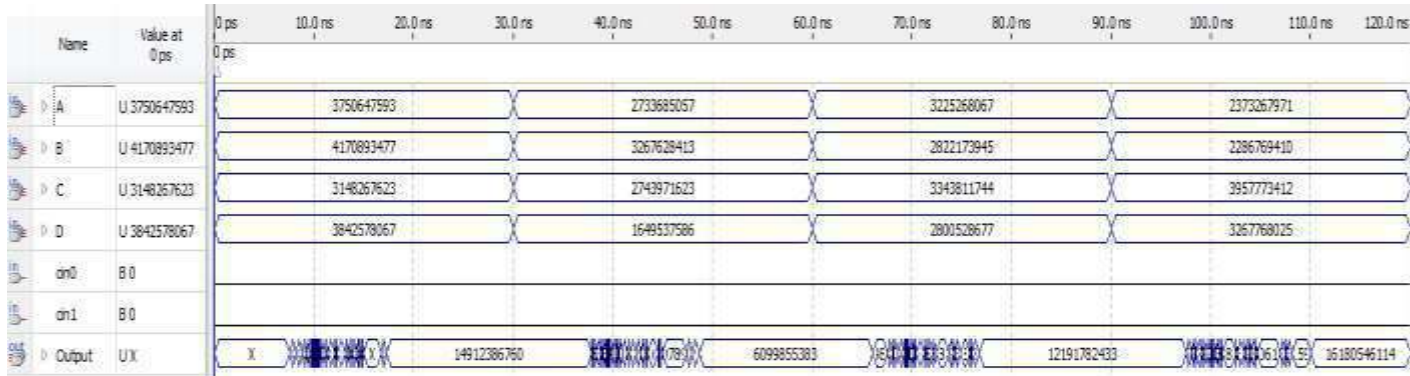 Name
Value at
0 ps
0 ps 10.0 ns 20.0 ns 30.0 ns 40.0 ns 50.0 ns 60.0 ns 70.0 ns 80.0 ns 90.0 ns 100.0 ns 110.0 ns 120.0 ns
0 ps
A U 3750647593 3750647593 2733685057 3225268067 2373267971
B U 4170893477 4170893477 3267628413 2822173945 2286769410
C U 3148267623 3148267623 2743971623 3343811744 3957773412
D U 3842578067 3842578067 1649537586 2800528677 3267768025
cin0 B 0
cin1 B 0
Output U X X 14912386760 6099855383 12191782433 16180546114